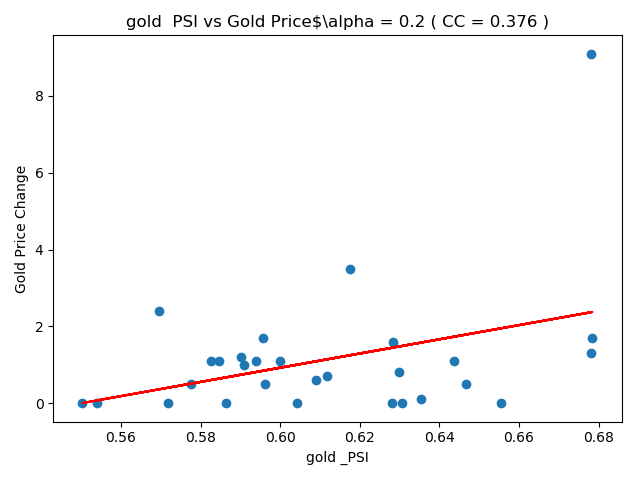 gold  PSI vs Gold Price$\alpha = 0.2 ( CC = 0.376 )
Gold Price Change
8
6
4
2
0
0.56 0.58 0.60 0.62 0.64 0.66 0.68
gold _PSI